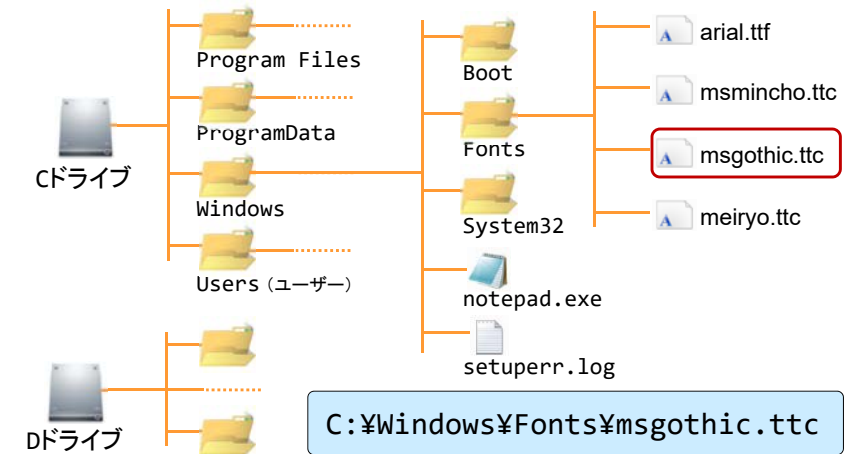 Program Files
ProgramData
Cドライブ
Windows
Users（ユーザー）
Boot
Fonts
System32
notepad.exe
setuperr.log
arial.ttf
msmincho.ttc
msgothic.ttc
meiryo.ttc
Dドライブ
C:¥Windows¥Fonts¥msgothic.ttc